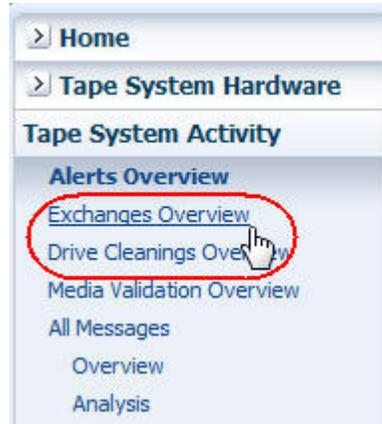 Home
Tape System Hardware
Tape System Activity
Alerts Overview
Exchanges Overview
Drive Cleanings Overview
Media Validation Overview
All Messages
Overview
Analysis